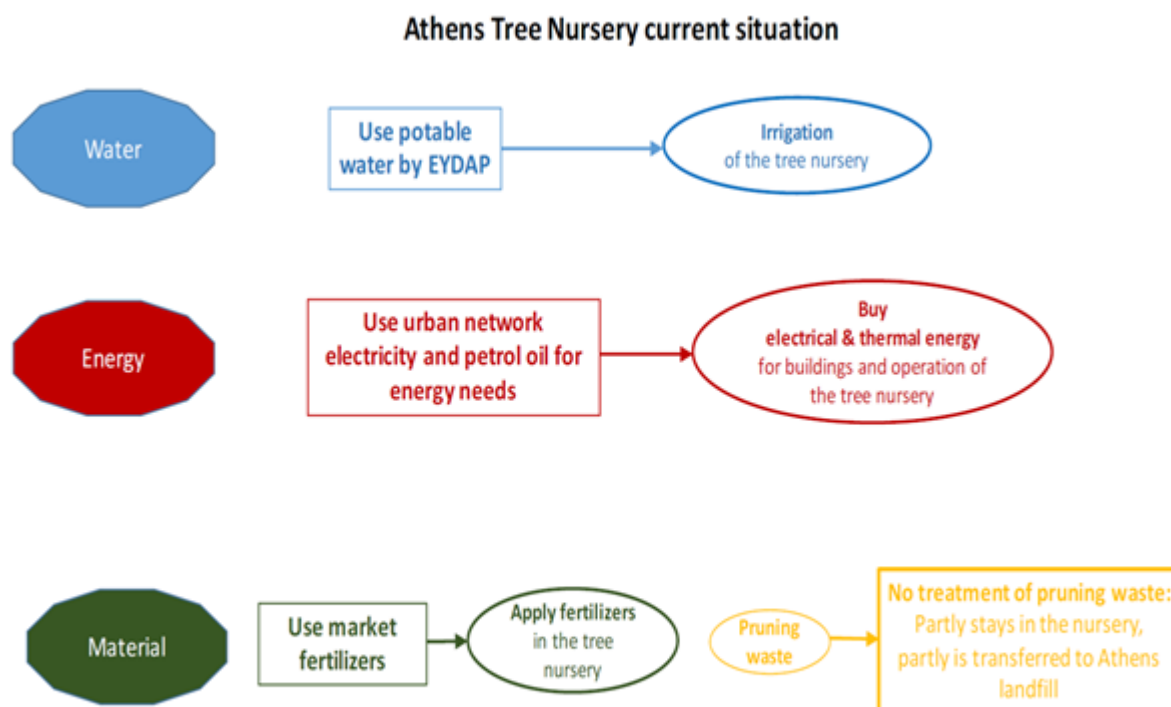 Athens Tree Nursery current situation
Water
Use potable
water by EYDAP
Irrigation
of the tree nursery
Energy
Use urban network
electricity and petrol oil for
energy needs
Buy
electrical & thermal energy
for buildings and operation of
the tree nursery
Material
Use market
fertilizers
Apply fertilizers
in the tree
nursery
Pruning
waste
No treatment of pruning waste:
Partly stays in the nursery,
partly is transferred to Athens
landfill